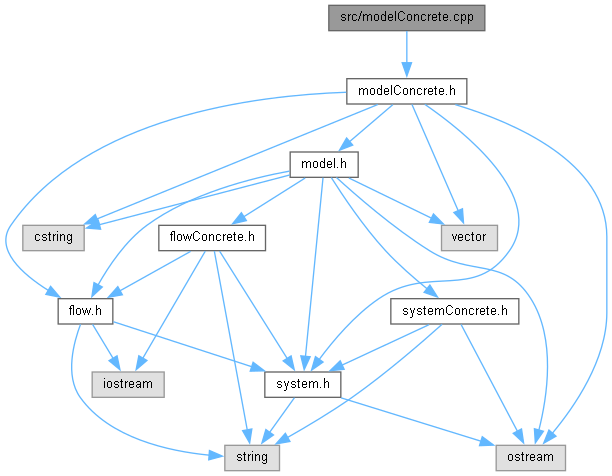 src/modelConcrete.cpp
modelConcrete.h
model.h
cstring
flowConcrete.h
vector
flow.h
systemConcrete.h
iostream
system.h
string
ostream